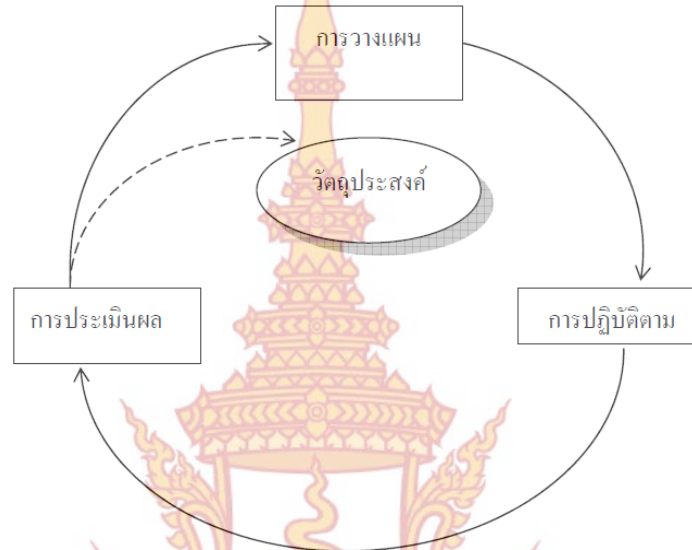 การวางแผน
วัตถุประสงค์
การประเมินผล
การปฏิบัติตาม